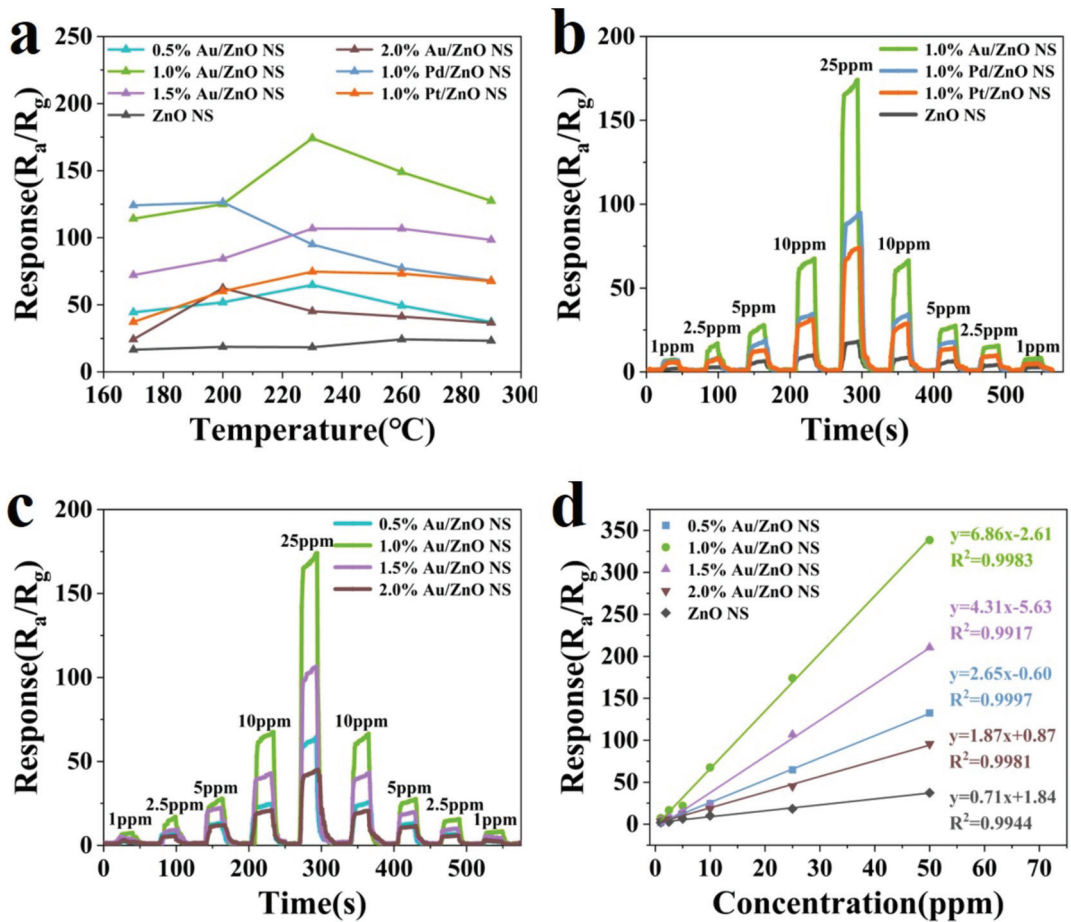 a
250
200
150
100
50
0
Response(Rₐ/R_g)
0.5% Au/ZnO NS
1.0% Au/ZnO NS
1.5% Au/ZnO NS
ZnO NS
2.0% Au/ZnO NS
1.0% Pd/ZnO NS
1.0% Pt/ZnO NS
160 180 200 220 240 260 280 300
Temperature(°C)
b
200
150
100
50
0
Response(Rₐ/R_g)
1.0% Au/ZnO NS
1.0% Pd/ZnO NS
1.0% Pt/ZnO NS
ZnO NS
1ppm
2.5ppm
5ppm
10ppm
25ppm
10ppm
5ppm
2.5ppm
1ppm
0 100 200 300 400 500
Time(s)
c
200
150
100
50
0
Response(Rₐ/R_g)
0.5% Au/ZnO NS
1.0% Au/ZnO NS
1.5% Au/ZnO NS
2.0% Au/ZnO NS
1ppm
2.5ppm
5ppm
10ppm
25ppm
10ppm
5ppm
2.5ppm
1ppm
0 100 200 300 400 500
Time(s)
d
350
300
250
200
150
100
50
0
Response(Rₐ/R_g)
0.5% Au/ZnO NS
1.0% Au/ZnO NS
1.5% Au/ZnO NS
2.0% Au/ZnO NS
ZnO NS
y=6.86x-2.61
R²=0.9983
y=4.31x-5.63
R²=0.9917
y=2.65x-0.60
R²=0.9997
y=1.87x+0.87
R²=0.9981
y=0.71x+1.84
R²=0.9944
0 10 20 30 40 50 60 70
Concentration(ppm)